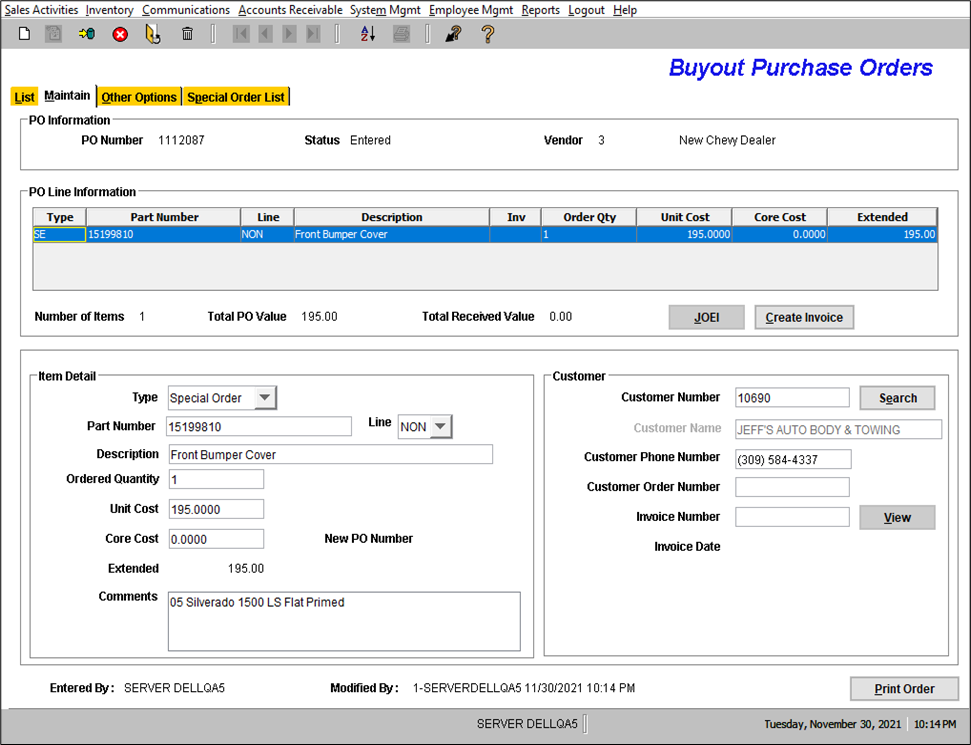 Sales Activities Inventory Communications Accounts Receivable System Mgmt Employee Mgmt Reports Logout Help
Buyout Purchase Orders
List Maintain Other Options Special Order List
PO Information
PO Number 1112087 Status Entered Vendor 3 New Chevy Dealer
PO Line Information
Type Part Number Line Description Inv Order Qty Unit Cost Core Cost Extended
SE 15199810 NON Front Bumper Cover 1 195.0000 0.0000 195.00
Number of Items 1 Total PO Value 195.00 Total Received Value 0.00 JOEI Create Invoice
Item Detail
Type Special Order
Part Number 15199810 Line NON
Description Front Bumper Cover
Ordered Quantity 1
Unit Cost 195.0000
Core Cost 0.0000 New PO Number
Extended 195.00
Comments 05 Silverado 1500 LS Flat Primed
Customer
Customer Number 10690 Search
Customer Name JEFF'S AUTO BODY & TOWING
Customer Phone Number (309) 584-4337
Customer Order Number
Invoice Number View
Invoice Date
Entered By : SERVER DELLQA5 Modified By : 1-SERVERDELLQA5 11/30/2021 10:14 PM Print Order
SERVER DELLQA5 Tuesday, November 30, 2021 10:14 PM